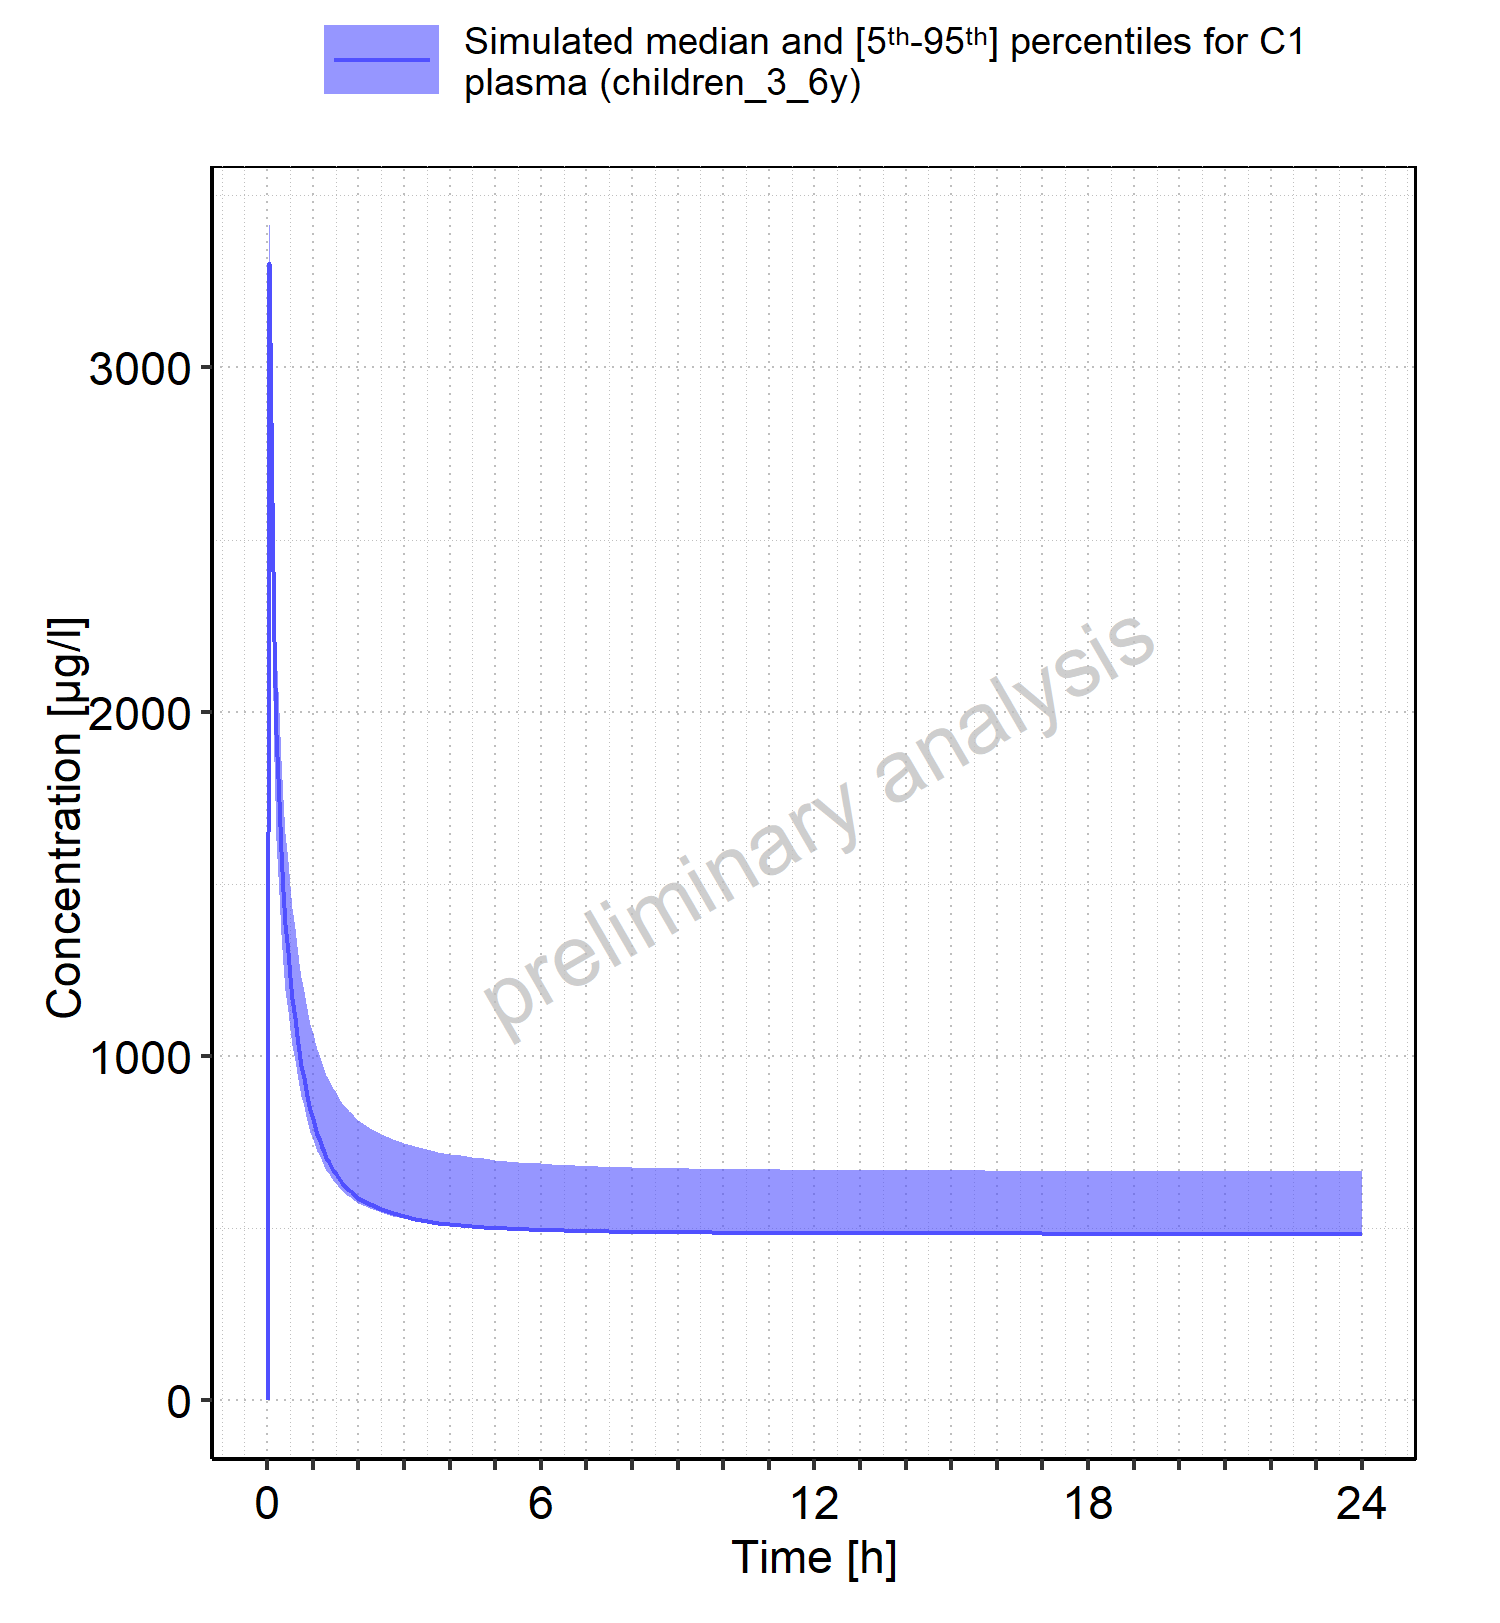 Simulated median and [5th-95th] percentiles for C1
plasma (children_3_6y)
3000
2000
1000
0
Concentration [µg/l]
preliminary analysis
0 6 12 18 24
Time [h]